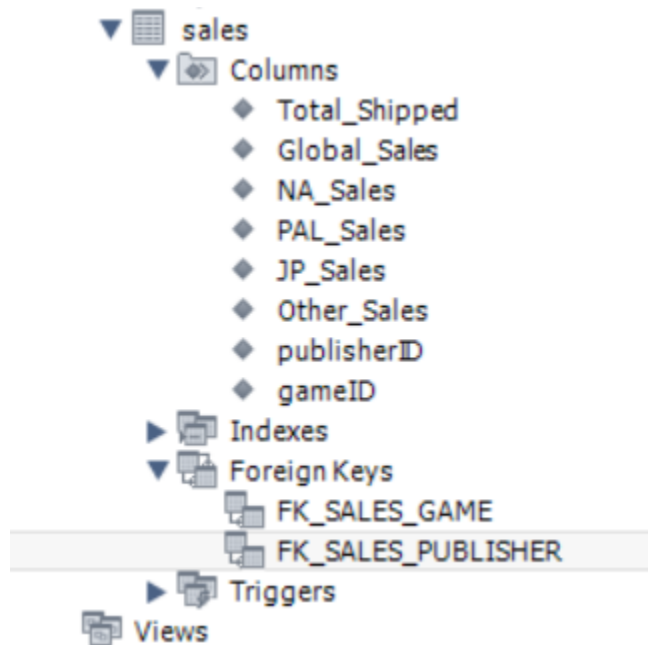 sales
Columns
Total_Shipped
Global_Sales
NA_Sales
PAL_Sales
JP_Sales
Other_Sales
publisherID
gameID
Indexes
Foreign Keys
FK_SALES_GAME
FK_SALES_PUBLISHER
Triggers
Views